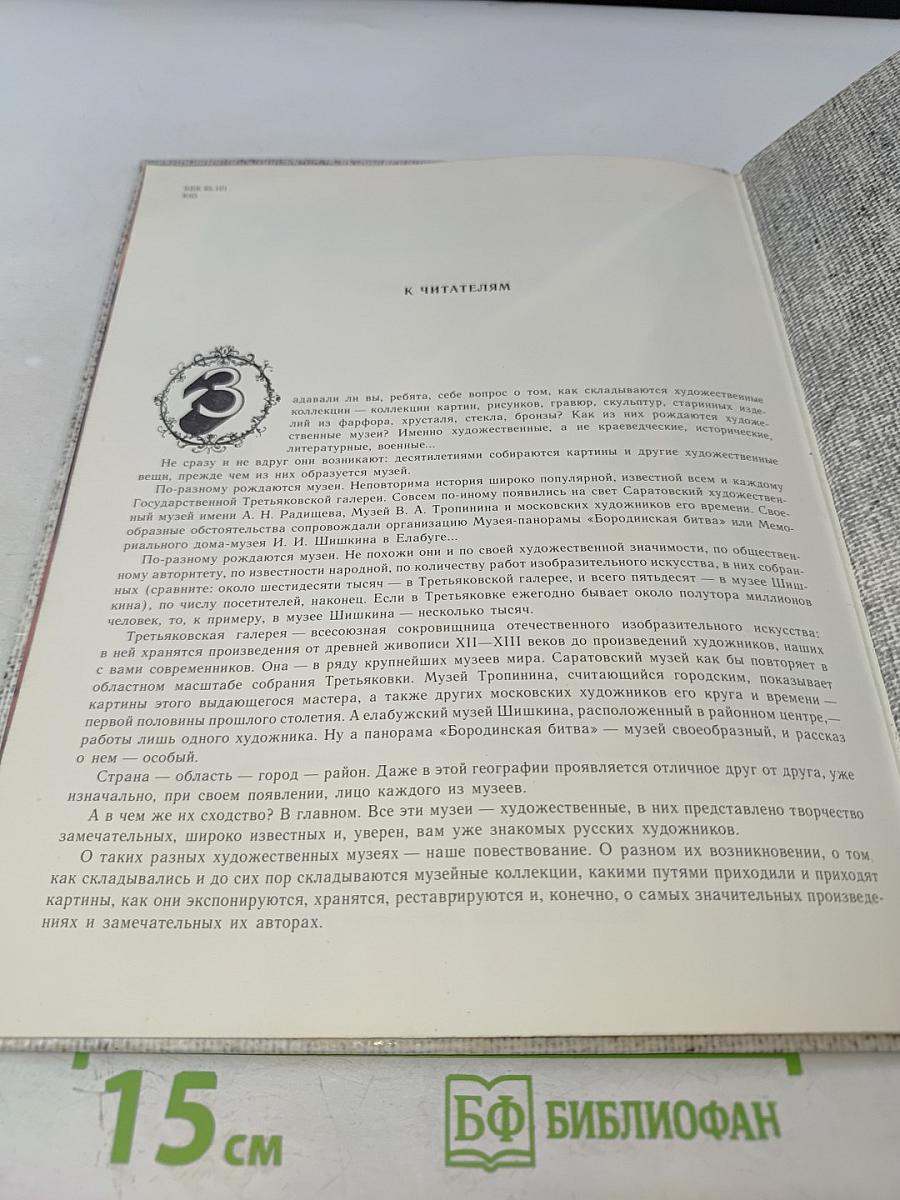 ББК 85.101
К ЧИТАТЕЛЯМ
З
адавали ли вы, ребята, себе вопрос о том, как складываются художественные
коллекции — коллекции картин, рисунков, гравюр, скульптур, старинных изде-
лий из фарфора, хрусталя, стекла, бронзы? Как из них рождаются художе-
ственные музеи? Именно художественные, а не краеведческие, исторические,
литературные, военные...
Не сразу и не вдруг они возникают: десятилетиями собираются картины и другие художественные
вещи, прежде чем из них образуется музей.
По-разному рождаются музеи. Неповторима история широко популярной, известной всем и каждому
Государственной Третьяковской галереи. Совсем по-иному появились на свет Саратовский художествен-
ный музей имени А. Н. Радищева, Музей В. А. Тропинина и московских художников его времени. Свое-
образные обстоятельства сопровождали организацию Музея-панорамы «Бородинская битва» или Мемо-
риального дома-музея И. И. Шишкина в Елабуге...
По-разному рождаются музеи. Не похожи они и по своей художественной значимости, по обществен-
ному авторитету, по известности народной, по количеству работ изобразительного искусства, в них собран-
ных (сравните: около шестидесяти тысяч — в Третьяковской галерее, и всего пятьдесят — в музее Шиш-
кина), по числу посетителей, наконец. Если в Третьяковке ежегодно бывает около полутора миллионов
человек, то, к примеру, в музее Шишкина — несколько тысяч.
Третьяковская галерея — всесоюзная сокровищница отечественного изобразительного искусства:
в ней хранятся произведения от древней живописи XII—XIII веков до произведений художников, наших
с вами современников. Она — в ряду крупнейших музеев мира. Саратовский музей как бы повторяет в
областном масштабе собрания Третьяковки. Музей Тропинина, считающийся городским, показывает
картины этого выдающегося мастера, а также других московских художников его круга и времени —
первой половины прошлого столетия. А елабужский музей Шишкина, расположенный в районном центре,—
работы лишь одного художника. Ну а панорама «Бородинская битва» — музей своеобразный, и рассказ
о нем — особый.
Страна — область — город — район. Даже в этой географии проявляется отличное друг от друга, уже
изначально, при своем появлении, лицо каждого из музеев.
А в чем же их сходство? В главном. Все эти музеи — художественные, в них представлено творчество
замечательных, широко известных и, уверен, вам уже знакомых русских художников.
О таких разных художественных музеях — наше повествование. О разном их возникновении, о том
как складывались и до сих пор складываются музейные коллекции, какими путями приходили и приходят
картины, как они экспонируются, хранятся, реставрируются и, конечно, о самых значительных произведе-
ниях и замечательных их авторах.
15 см
БФ БИБЛИОФАН